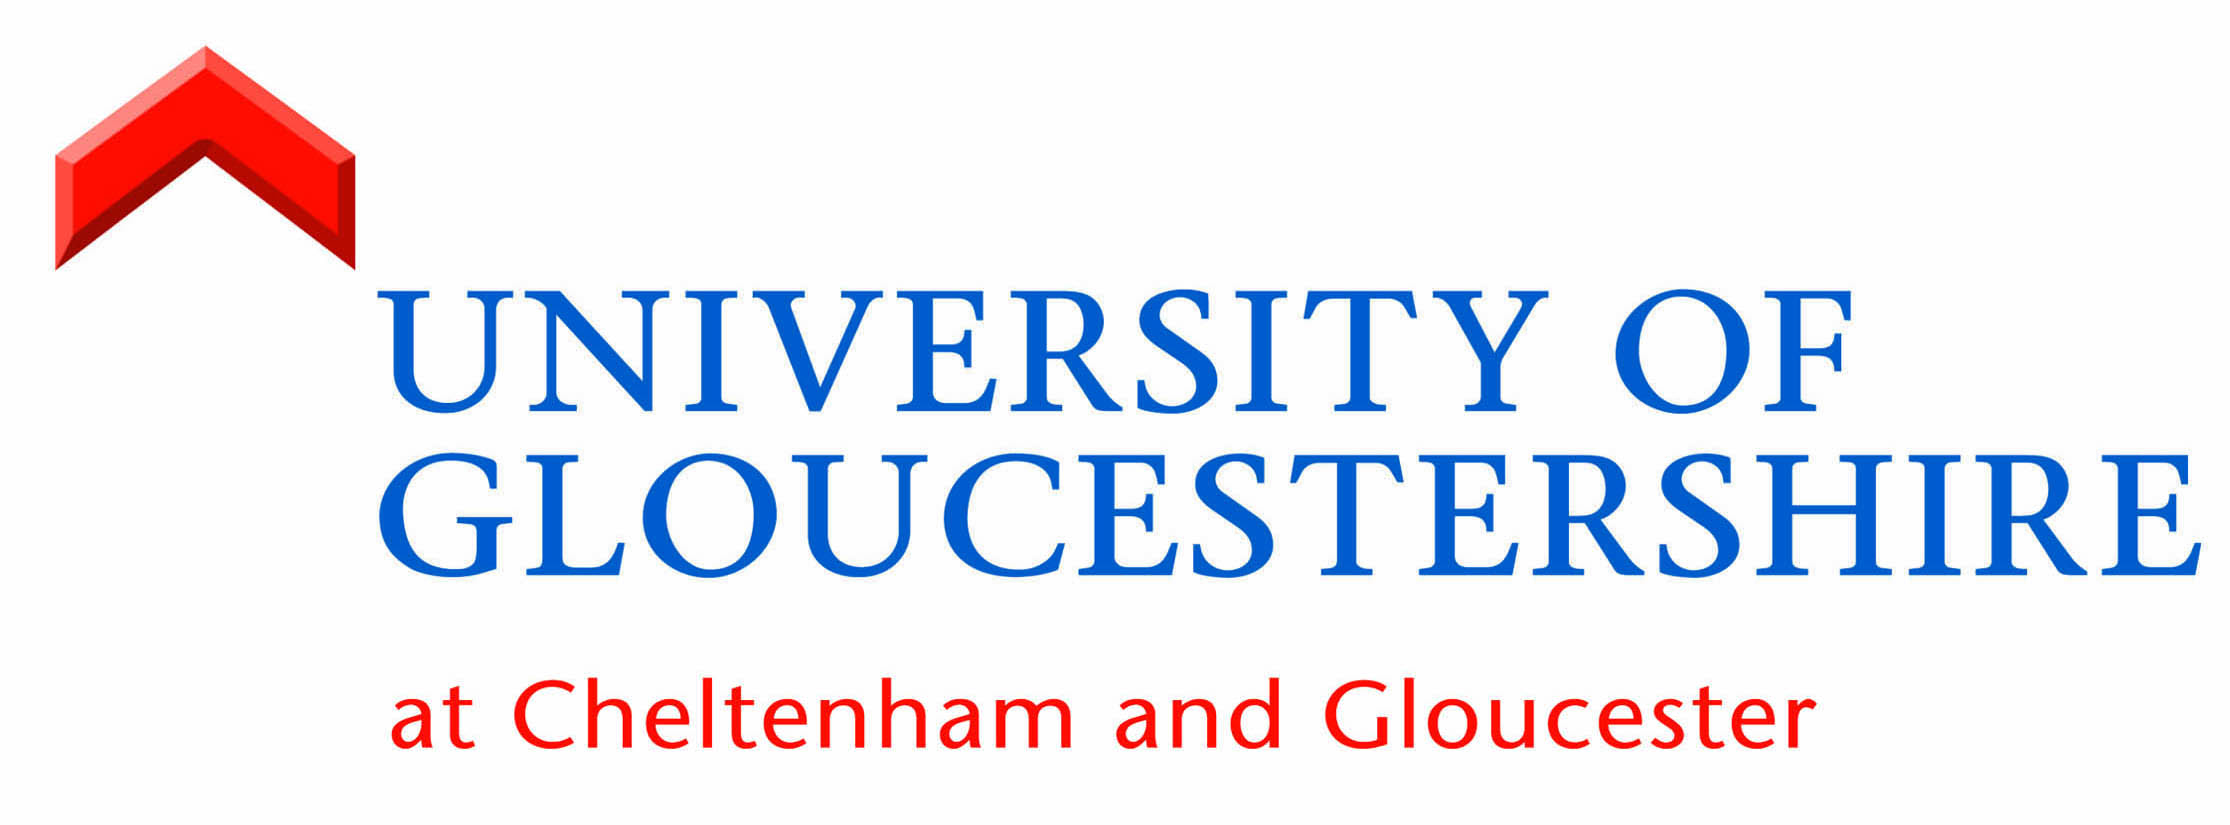 UNIVERSITY OF
GLOUCESTERSHIRE
at Cheltenham and Gloucester